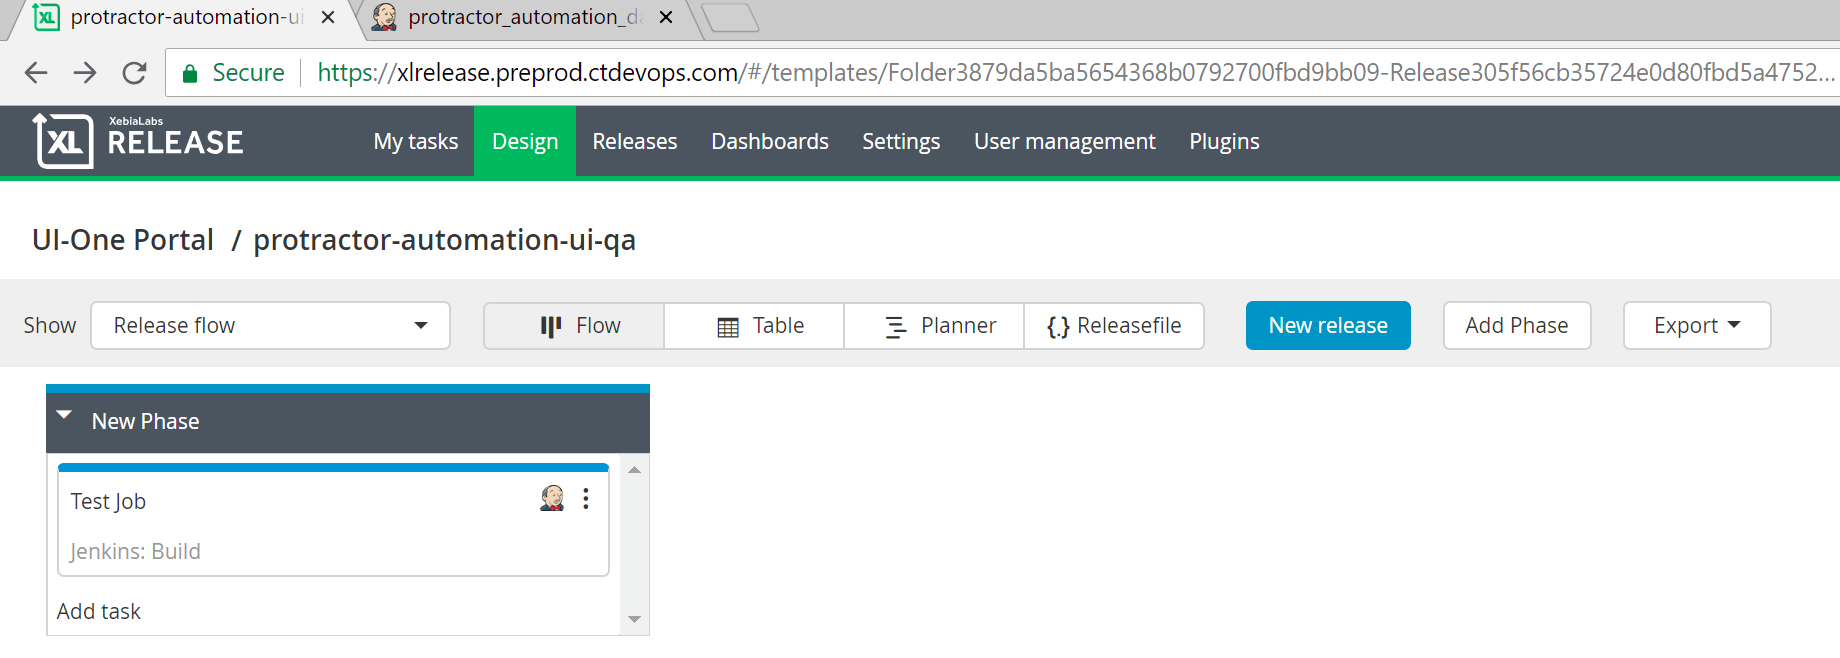 protractor-automation-ui
protractor_automation_d
Secure
https://xlrelease.preprod.ctdevops.com/#/templates/Folder3879da5ba5654368b0792700fbd9bb09-Release305f56cb35724e0d80fbd5a4752...
XL
XebiaLabs
RELEASE
My tasks Design Releases Dashboards Settings User management Plugins
UI-One Portal / protractor-automation-ui-qa
Show Release flow Flow Table Planner {.} Releasefile New release Add Phase Export
New Phase
Test Job
Jenkins: Build
Add task